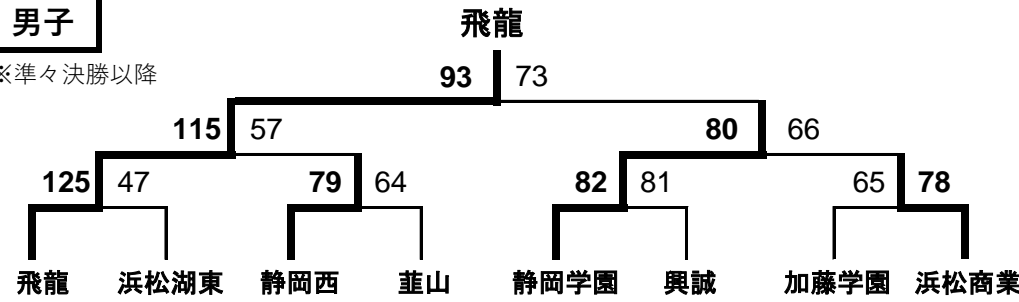 男子
飛龍
※準々決勝以降
93 73
115 57 80 66
125 47 79 64 82 81 65 78
飛龍 浜松湖東 静岡西 韮山 静岡学園 興誠 加藤学園 浜松商業